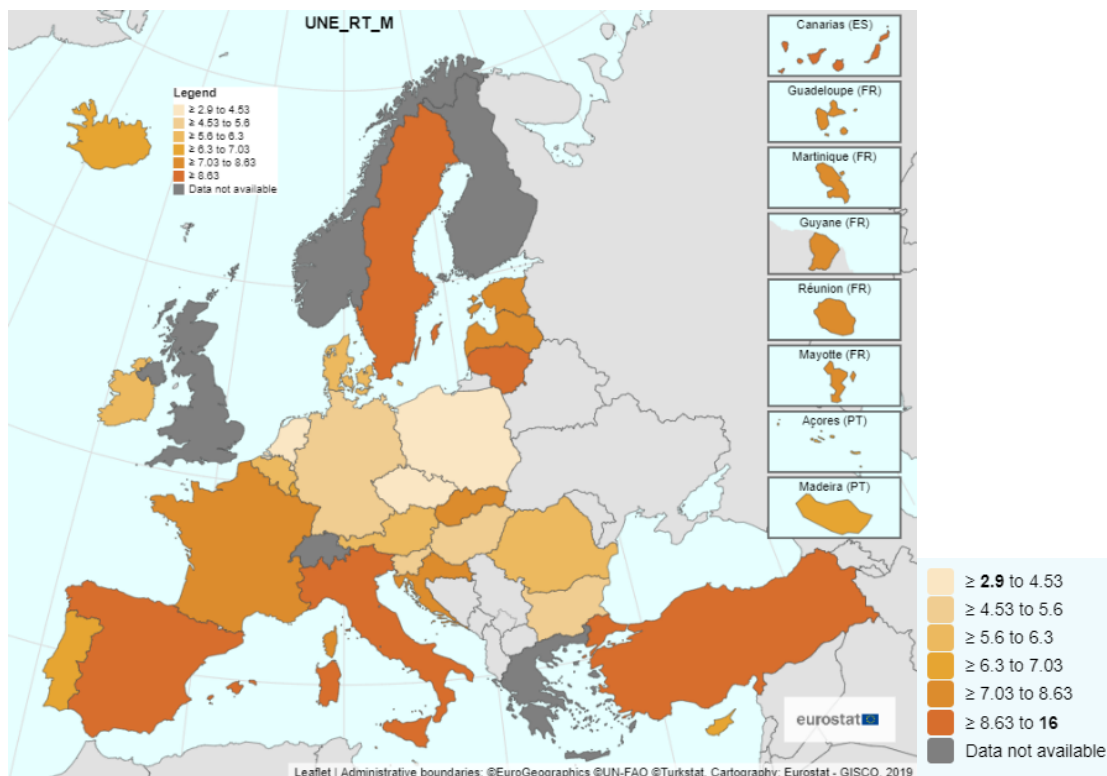 UNE_RT_M
Legend
≥ 2.9 to 4.53
≥ 4.53 to 5.6
≥ 5.6 to 6.3
≥ 6.3 to 7.03
≥ 7.03 to 8.63
≥ 8.63
Data not available
Canarias (ES)
Guadeloupe (FR)
Martinique (FR)
Guyane (FR)
Réunion (FR)
Mayotte (FR)
Açores (PT)
Madeira (PT)
≥ 2.9 to 4.53
≥ 4.53 to 5.6
≥ 5.6 to 6.3
≥ 6.3 to 7.03
≥ 7.03 to 8.63
≥ 8.63 to 16
Data not available
eurostat
Leaflet | Administrative boundaries: ©EuroGeographics ©UN-FAO ©Turkstat, Cartography: Eurostat - GISCO, 2019